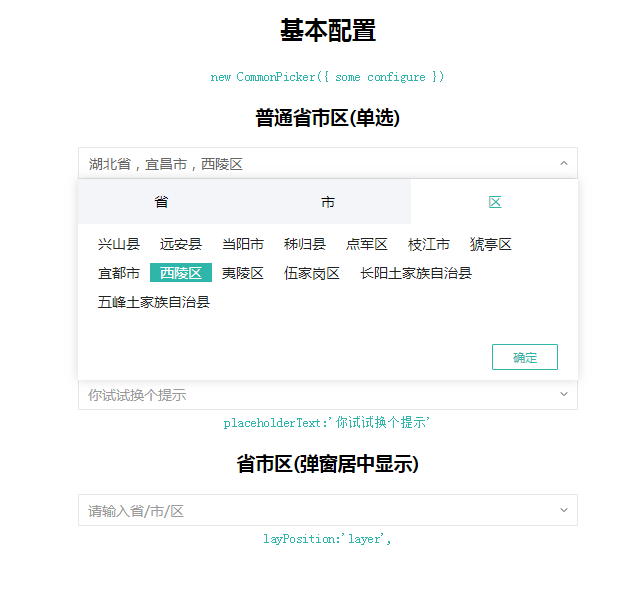 基本配置
new CommonPicker({ some configure })
普通省市区(单选)
湖北省，宜昌市，西陵区
省 市 区
兴山县 远安县 当阳市 秭归县 点军区 枝江市 猇亭区
宜都市 西陵区 夷陵区 伍家岗区 长阳土家族自治县
五峰土家族自治县
确定
你试试换个提示
placeholderText:'你试试换个提示'
省市区(弹窗居中显示)
请输入省/市/区
layPosition:'layer',